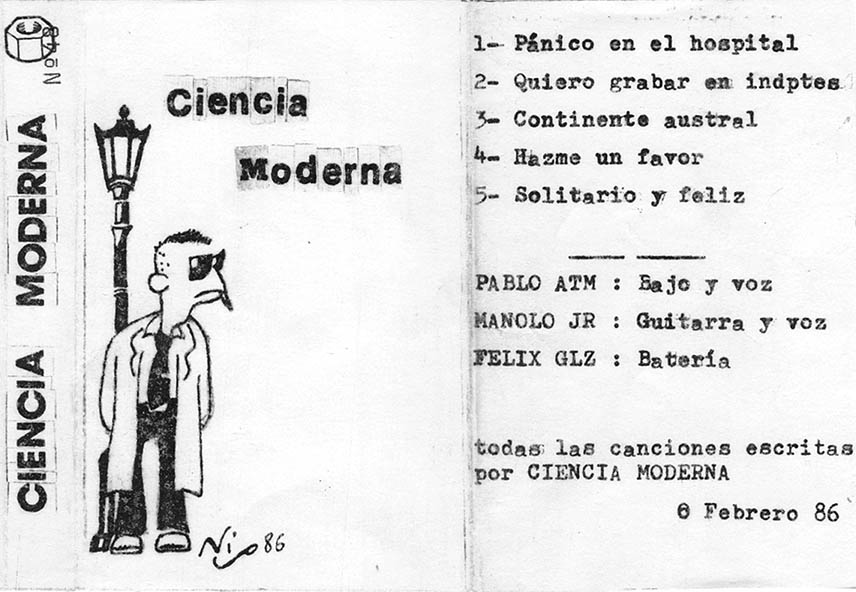 Nº 48
CIENCIA MODERNA
Ciencia
Moderna
86
1- Pánico en el hospital
2- Quiero grabar en indptes
3- Continente austral
4- Hazme un favor
5- Solitario y feliz
PABLO ATM : Bajo y voz
MANOLO JR : Guitarra y voz
FELIX GLZ : Batería
todas las canciones escritas
por CIENCIA MODERNA
6 Febrero 86